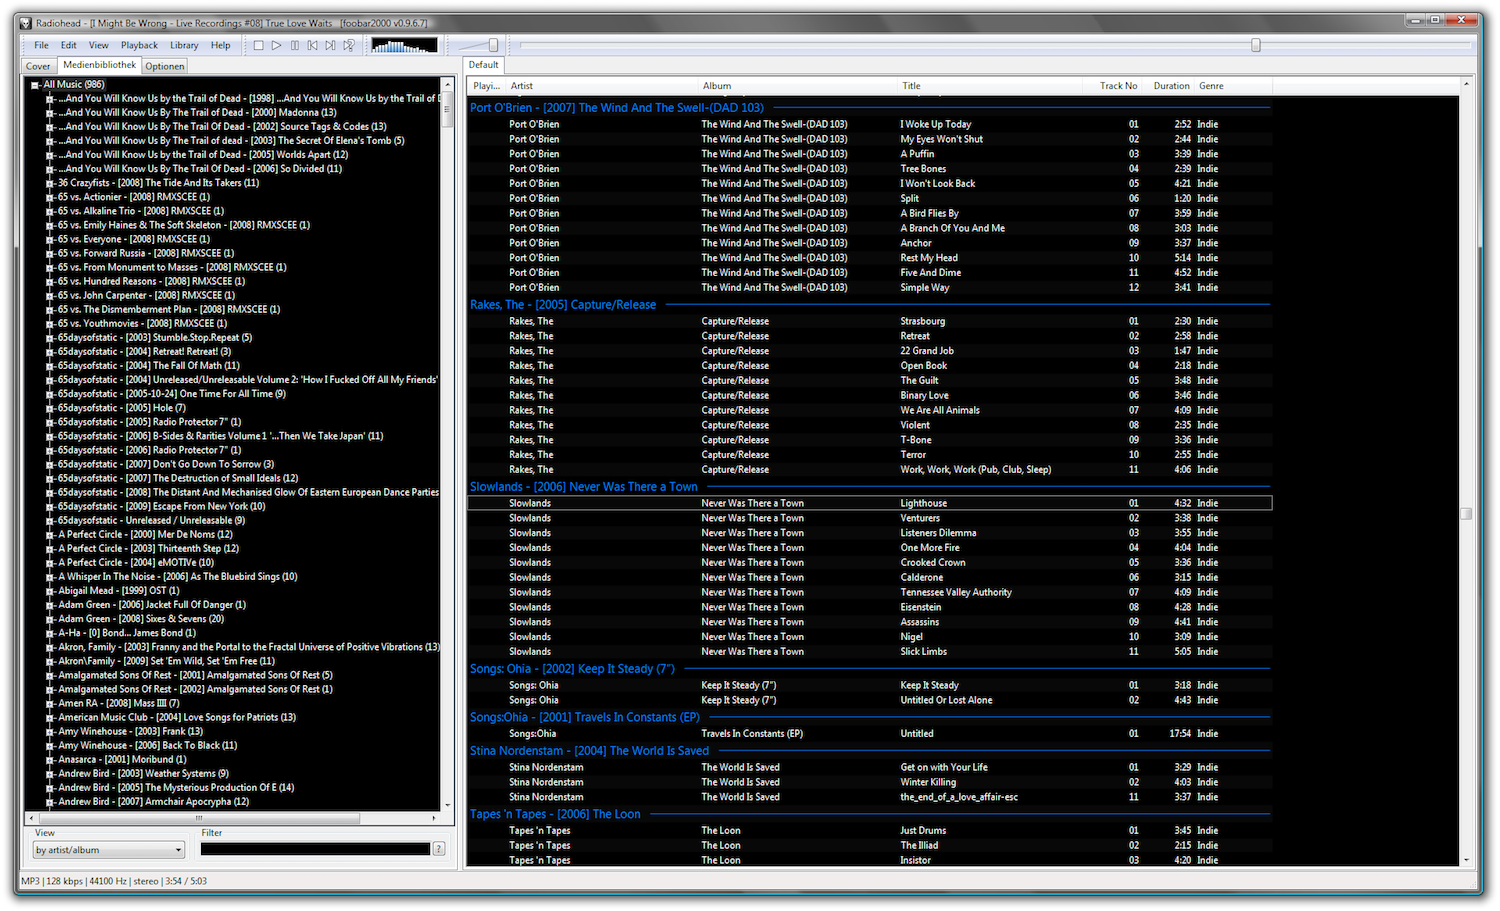 Radiohead - [I Might Be Wrong - Live Recordings #08] True Love Waits   [foobar2000 v0.9.6.7]
File Edit View Playback Library Help
Cover Medienbibliothek Optionen
All Music (986)
...And You Will Know Us by the Trail of Dead - [1998] ...And You Will Know Us by the Trail of D
...And You Will Know Us By The Trail of Dead - [2000] Madonna (13)
...And You Will Know Us By The Trail Of Dead - [2002] Source Tags & Codes (13)
...And You Will Know Us By The Trail of dead - [2003] The Secret Of Elena's Tomb (5)
...And You Will Know Us by the Trail of Dead - [2005] Worlds Apart (12)
...And You Will Know Us By The Trail Of Dead - [2006] So Divided (11)
36 Crazyfists - [2008] The Tide And Its Takers (11)
65 vs. Actionier - [2008] RMXSCEE (1)
65 vs. Alkaline Trio - [2008] RMXSCEE (1)
65 vs. Emily Haines & The Soft Skeleton - [2008] RMXSCEE (1)
65 vs. Everyone - [2008] RMXSCEE (1)
65 vs. Forward Russia - [2008] RMXSCEE (1)
65 vs. From Monument to Masses - [2008] RMXSCEE (1)
65 vs. Hundred Reasons - [2008] RMXSCEE (1)
65 vs. John Carpenter - [2008] RMXSCEE (1)
65 vs. The Dismemberment Plan - [2008] RMXSCEE (1)
65 vs. Youthmovies - [2008] RMXSCEE (1)
65daysofstatic - [2003] Stumble.Stop.Repeat (5)
65daysofstatic - [2004] Retreat! Retreat! (3)
65daysofstatic - [2004] The Fall Of Math (11)
65daysofstatic - [2004] Unreleased/Unreleasable Volume 2: 'How I Fucked Off All My Friends'
65daysofstatic - [2005-10-24] One Time For All Time (9)
65daysofstatic - [2005] Hole (7)
65daysofstatic - [2005] Radio Protector 7" (1)
65daysofstatic - [2006] B-Sides & Rarities Volume 1 '...Then We Take Japan' (11)
65daysofstatic - [2006] Radio Protector 7" (1)
65daysofstatic - [2007] Don't Go Down To Sorrow (3)
65daysofstatic - [2007] The Destruction of Small Ideals (12)
65daysofstatic - [2008] The Distant And Mechanised Glow Of Eastern European Dance Parties
65daysofstatic - [2009] Escape From New York (10)
65daysofstatic - Unreleased / Unreleasable (9)
A Perfect Circle - [2000] Mer De Noms (12)
A Perfect Circle - [2003] Thirteenth Step (12)
A Perfect Circle - [2004] eMOTIVe (10)
A Whisper In The Noise - [2006] As The Bluebird Sings (10)
Abigail Mead - [1999] OST (1)
Adam Green - [2006] Jacket Full Of Danger (1)
Adam Green - [2008] Sixes & Sevens (20)
A-Ha - [0] Bond... James Bond (1)
Akron, Family - [2003] Franny and the Portal to the Fractal Universe of Positive Vibrations (13)
Akron\Family - [2009] Set 'Em Wild, Set 'Em Free (11)
Amalgamated Sons Of Rest - [2001] Amalgamated Sons Of Rest (5)
Amalgamated Sons Of Rest - [2002] Amalgamated Sons Of Rest (1)
Amen RA - [2008] Mass IIII (7)
American Music Club - [2004] Love Songs for Patriots (13)
Amy Winehouse - [2003] Frank (13)
Amy Winehouse - [2006] Back To Black (11)
Anasarca - [2001] Moribund (1)
Andrew Bird - [2003] Weather Systems (9)
Andrew Bird - [2005] The Mysterious Production Of E (14)
Andrew Bird - [2007] Armchair Apocrypha (12)
View Filter
by artist/album ?
Default
Playi... Artist Album Title Track No Duration Genre
Port O'Brien - [2007] The Wind And The Swell-(DAD 103)
Port O'Brien The Wind And The Swell-(DAD 103) I Woke Up Today 01 2:52 Indie
Port O'Brien The Wind And The Swell-(DAD 103) My Eyes Won't Shut 02 2:44 Indie
Port O'Brien The Wind And The Swell-(DAD 103) A Puffin 03 3:39 Indie
Port O'Brien The Wind And The Swell-(DAD 103) Tree Bones 04 2:39 Indie
Port O'Brien The Wind And The Swell-(DAD 103) I Won't Look Back 05 4:21 Indie
Port O'Brien The Wind And The Swell-(DAD 103) Split 06 1:20 Indie
Port O'Brien The Wind And The Swell-(DAD 103) A Bird Flies By 07 3:59 Indie
Port O'Brien The Wind And The Swell-(DAD 103) A Branch Of You And Me 08 3:03 Indie
Port O'Brien The Wind And The Swell-(DAD 103) Anchor 09 3:37 Indie
Port O'Brien The Wind And The Swell-(DAD 103) Rest My Head 10 5:14 Indie
Port O'Brien The Wind And The Swell-(DAD 103) Five And Dime 11 4:52 Indie
Port O'Brien The Wind And The Swell-(DAD 103) Simple Way 12 3:41 Indie
Rakes, The - [2005] Capture/Release
Rakes, The Capture/Release Strasbourg 01 2:30 Indie
Rakes, The Capture/Release Retreat 02 2:58 Indie
Rakes, The Capture/Release 22 Grand Job 03 1:47 Indie
Rakes, The Capture/Release Open Book 04 2:18 Indie
Rakes, The Capture/Release The Guilt 05 3:48 Indie
Rakes, The Capture/Release Binary Love 06 3:46 Indie
Rakes, The Capture/Release We Are All Animals 07 4:09 Indie
Rakes, The Capture/Release Violent 08 2:35 Indie
Rakes, The Capture/Release T-Bone 09 3:36 Indie
Rakes, The Capture/Release Terror 10 2:55 Indie
Rakes, The Capture/Release Work, Work, Work (Pub, Club, Sleep) 11 4:06 Indie
Slowlands - [2006] Never Was There a Town
Slowlands Never Was There a Town Lighthouse 01 4:32 Indie
Slowlands Never Was There a Town Venturers 02 3:38 Indie
Slowlands Never Was There a Town Listeners Dilemma 03 3:55 Indie
Slowlands Never Was There a Town One More Fire 04 4:04 Indie
Slowlands Never Was There a Town Crooked Crown 05 3:36 Indie
Slowlands Never Was There a Town Calderone 06 3:15 Indie
Slowlands Never Was There a Town Tennessee Valley Authority 07 4:09 Indie
Slowlands Never Was There a Town Eisenstein 08 4:28 Indie
Slowlands Never Was There a Town Assassins 09 4:41 Indie
Slowlands Never Was There a Town Nigel 10 3:09 Indie
Slowlands Never Was There a Town Slick Limbs 11 5:05 Indie
Songs: Ohia - [2002] Keep It Steady (7")
Songs: Ohia Keep It Steady (7") Keep It Steady 01 3:18 Indie
Songs: Ohia Keep It Steady (7") Untitled Or Lost Alone 02 4:43 Indie
Songs:Ohia - [2001] Travels In Constants (EP)
Songs:Ohia Travels In Constants (EP) Untitled 01 17:54 Indie
Stina Nordenstam - [2004] The World Is Saved
Stina Nordenstam The World Is Saved Get on with Your Life 01 3:29 Indie
Stina Nordenstam The World Is Saved Winter Killing 02 4:03 Indie
Stina Nordenstam The World Is Saved the_end_of_a_love_affair-esc 11 3:37 Indie
Tapes 'n Tapes - [2006] The Loon
Tapes 'n Tapes The Loon Just Drums 01 3:45 Indie
Tapes 'n Tapes The Loon The Illiad 02 2:15 Indie
Tapes 'n Tapes The Loon Insistor 03 4:20 Indie
MP3 | 128 kbps | 44100 Hz | stereo | 3:54 / 5:03